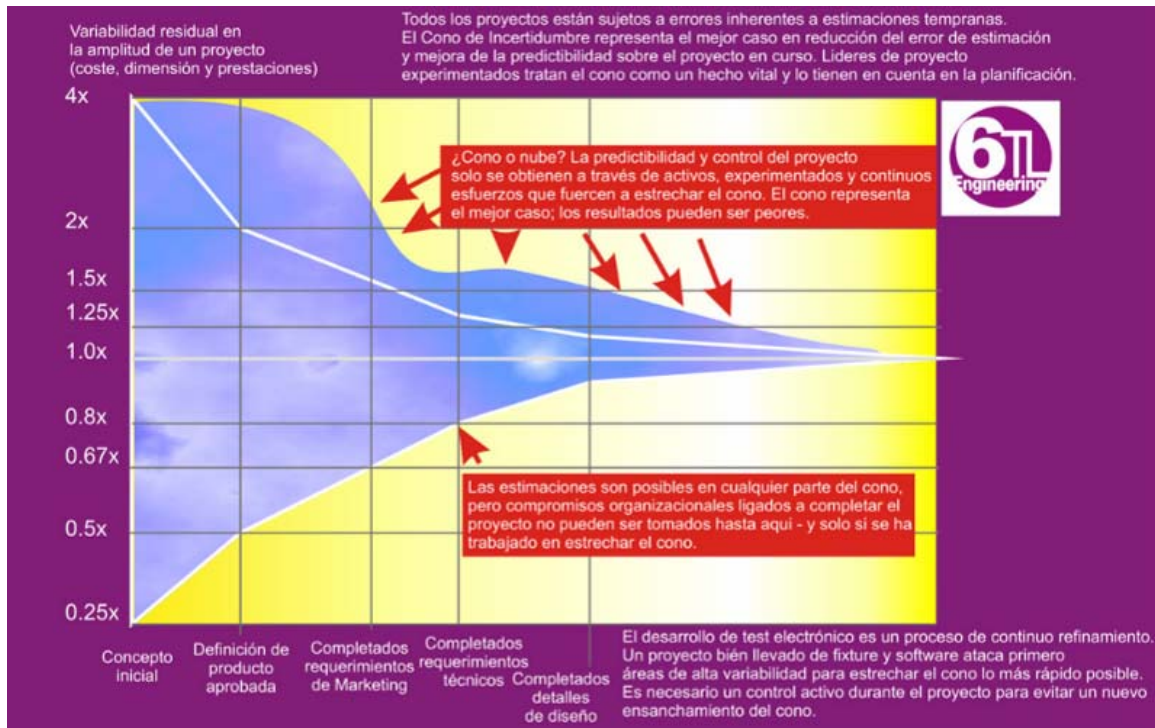 Variabilidad residual en
la amplitud de un proyecto
(coste, dimensión y prestaciones)
Todos los proyectos están sujetos a errores inherentes a estimaciones tempranas.
El Cono de Incertidumbre representa el mejor caso en reducción del error de estimación
y mejora de la predictibilidad sobre el proyecto en curso. Lideres de proyecto
experimentados tratan el cono como un hecho vital y lo tienen en cuenta en la planificación.
4x
2x
1.5x
1.25x
1.0x
0.8x
0.67x
0.5x
0.25x
¿Cono o nube? La predictibilidad y control del proyecto
solo se obtienen a través de activos, experimentados y continuos
esfuerzos que fuercen a estrechar el cono. El cono representa
el mejor caso; los resultados pueden ser peores.
6TL
Engineering
Las estimaciones son posibles en cualquier parte del cono,
pero compromisos organizacionales ligados a completar el
proyecto no pueden ser tomados hasta aqui - y solo si se ha
trabajado en estrechar el cono.
Concepto
inicial
Definición de
producto
aprobada
Completados
requerimientos
de Marketing
Completados
requerimientos
técnicos
Completados
detalles
de diseño
El desarrollo de test electrónico es un proceso de continuo refinamiento.
Un proyecto bién llevado de fixture y software ataca primero
áreas de alta variabilidad para estrechar el cono lo más rápido posible.
Es necesario un control activo durante el proyecto para evitar un nuevo
ensanchamiento del cono.